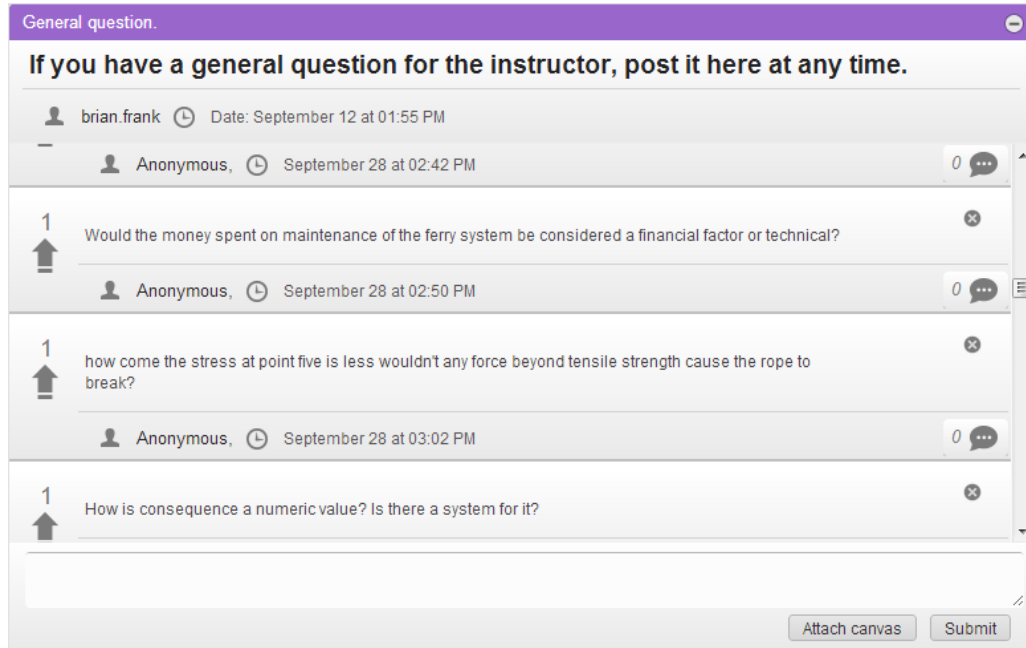 General question.
If you have a general question for the instructor, post it here at any time.
brian.frank Date: September 12 at 01:55 PM
Anonymous, September 28 at 02:42 PM 0
1
Would the money spent on maintenance of the ferry system be considered a financial factor or technical?
Anonymous, September 28 at 02:50 PM 0
1
how come the stress at point five is less wouldn't any force beyond tensile strength cause the rope to
break?
Anonymous, September 28 at 03:02 PM 0
1
How is consequence a numeric value? Is there a system for it?
Attach canvas Submit